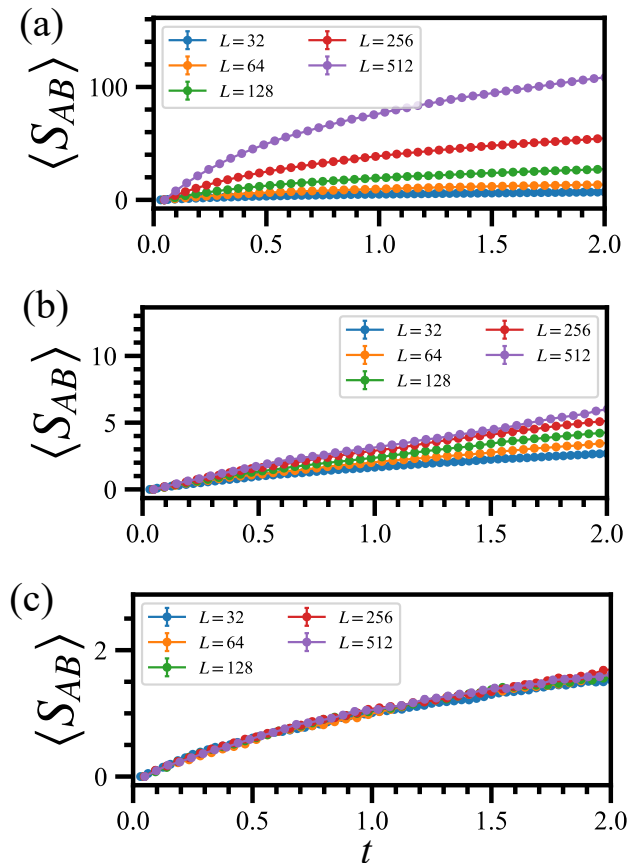 (a)
⟨S_AB⟩
L = 32
L = 64
L = 128
L = 256
L = 512
100
0
0.0 0.5 1.0 1.5 2.0
(b)
⟨S_AB⟩
L = 32
L = 64
L = 128
L = 256
L = 512
10
5
0
0.0 0.5 1.0 1.5 2.0
(c)
⟨S_AB⟩
L = 32
L = 64
L = 128
L = 256
L = 512
2
0
0.0 0.5 1.0 1.5 2.0
t